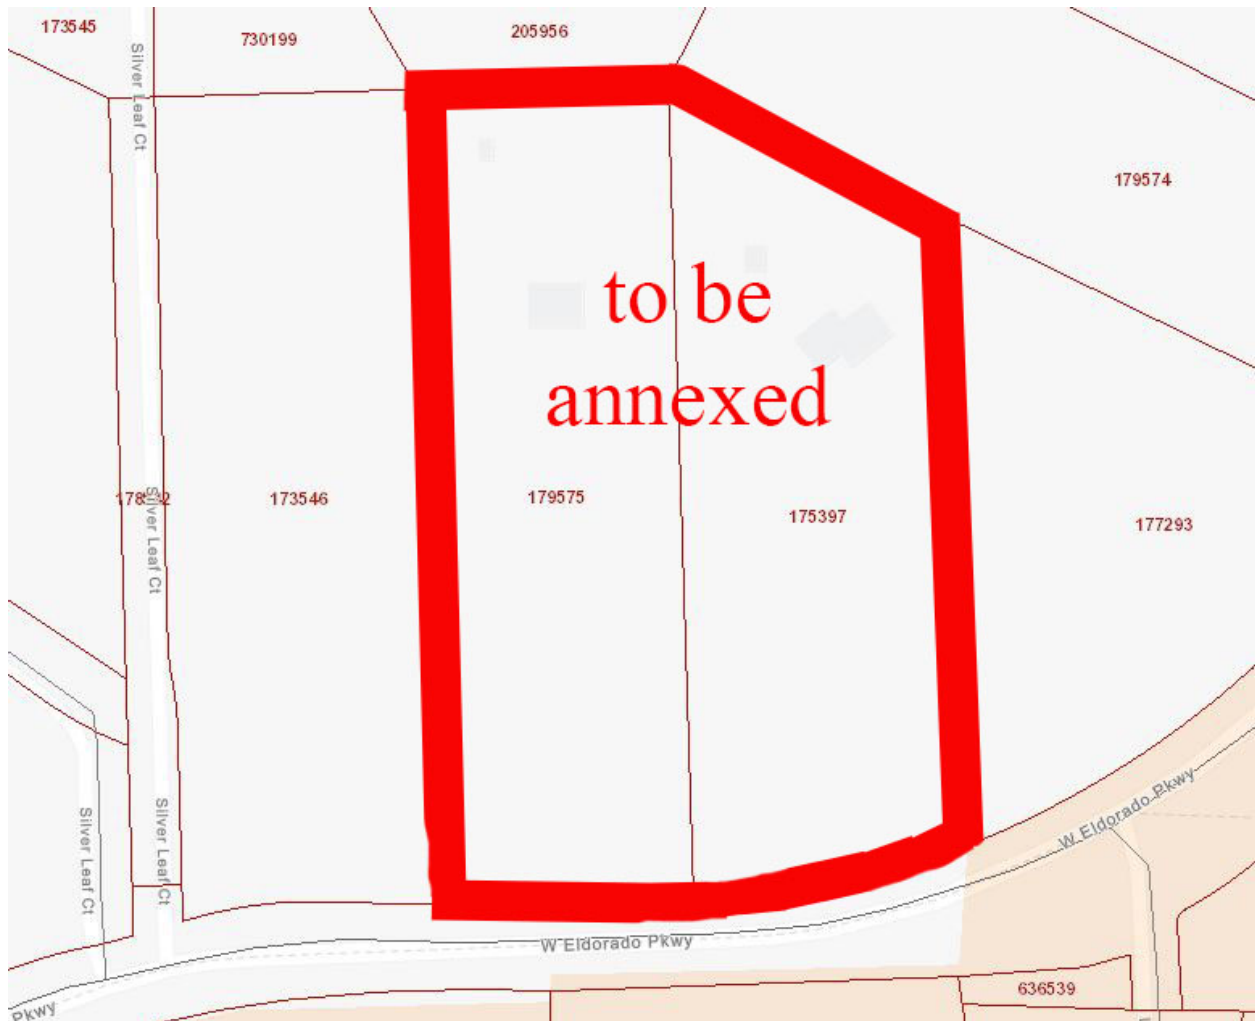 173545
730199
205956
Silver Leaf Ct
179574
to be
annexed
173546
179575
175397
177293
Silver Leaf Ct
Silver Leaf Ct
Silver Leaf Ct
W Eldorado Pkwy
W Eldorado Pkwy
636539
Pkwy